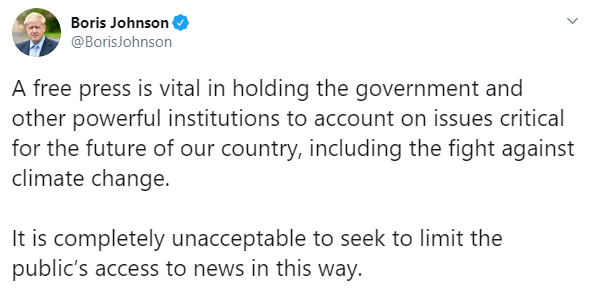 Boris Johnson
@BorisJohnson
A free press is vital in holding the government and
other powerful institutions to account on issues critical
for the future of our country, including the fight against
climate change.
It is completely unacceptable to seek to limit the
public's access to news in this way.